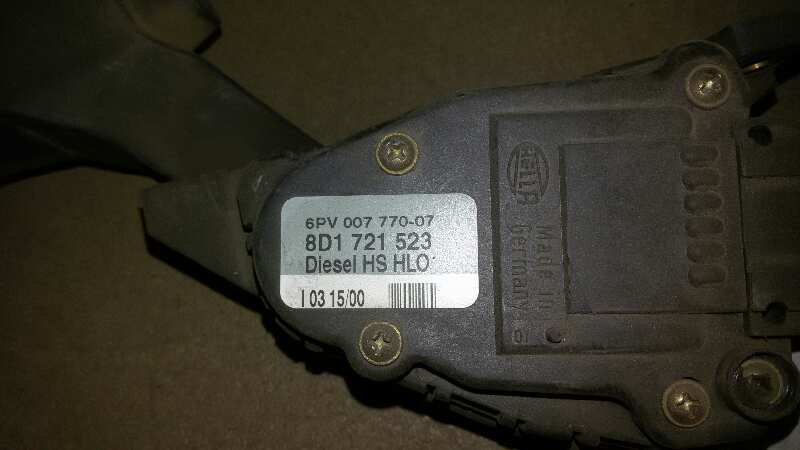 6PV 007 770-07
8D1 721 523
Diesel HS HLO
I 03 15/00
HELLA
Made in
Germany